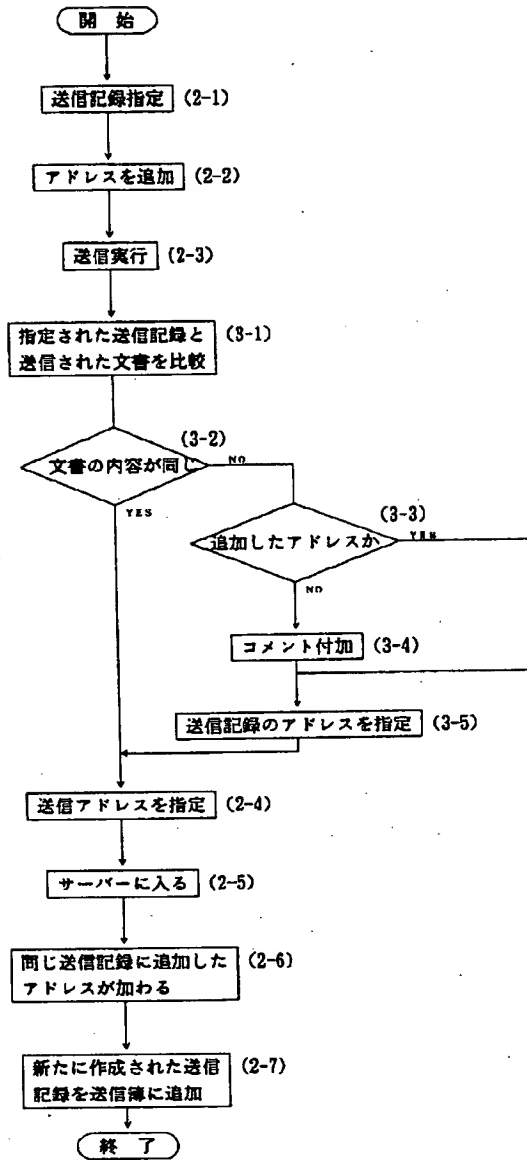 開 始
送信記録指定 (2-1)
アドレスを追加 (2-2)
送信実行 (2-3)
指定された送信記録と (3-1)
送信された文書を比較
(3-2)
文書の内容が同じ NO
YES
(3-3)
追加したアドレスか YES
NO
コメント付加 (3-4)
送信記録のアドレスを指定 (3-5)
送信アドレスを指定 (2-4)
サーバーに入る (2-5)
同じ送信記録に追加した (2-6)
アドレスが加わる
新たに作成された送信 (2-7)
記録を送信簿に追加
終 了